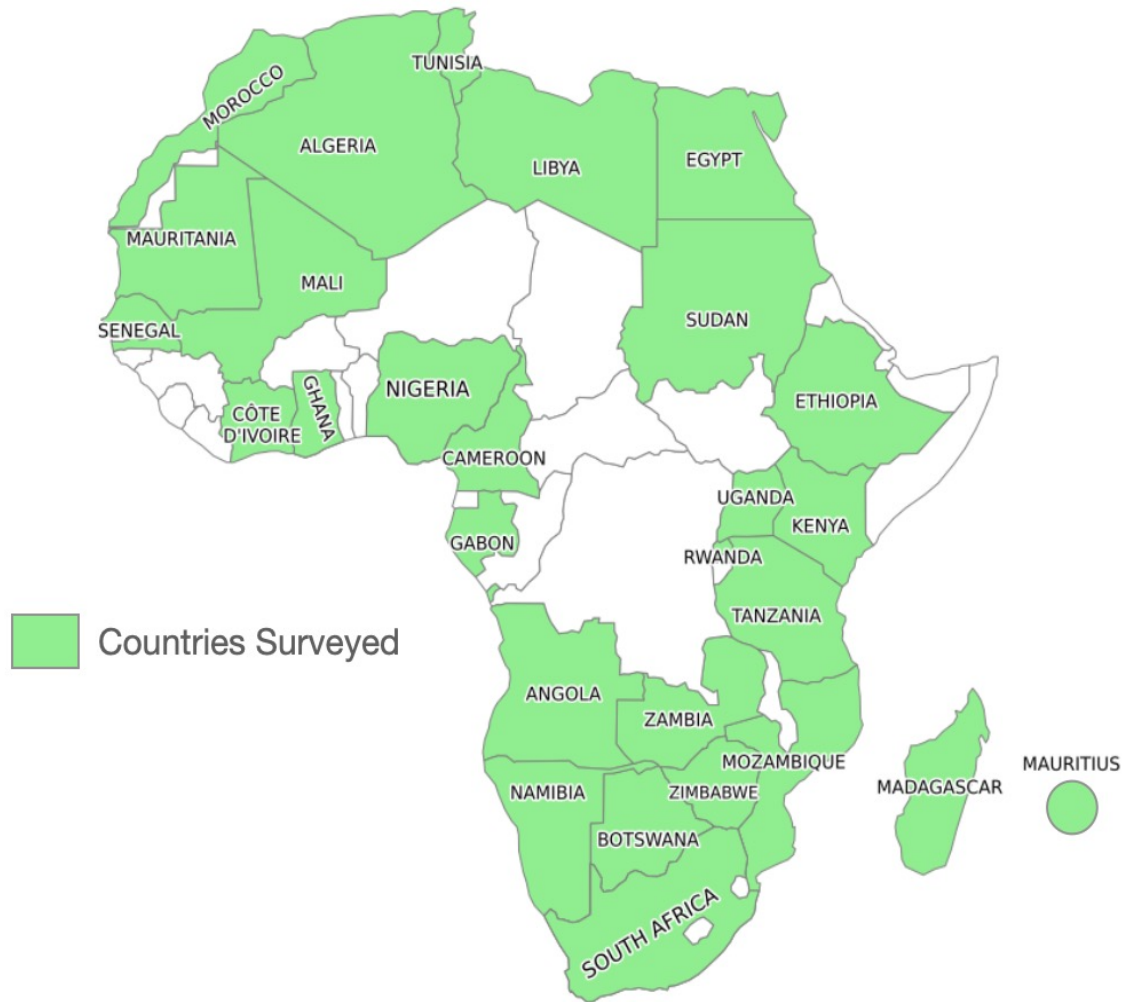 TUNISIA
MOROCCO
ALGERIA
LIBYA
EGYPT
MAURITANIA
MALI
SENEGAL
SUDAN
NIGERIA
GHANA
CÔTE
D'IVOIRE
ETHIOPIA
CAMEROON
UGANDA
KENYA
GABON
RWANDA
TANZANIA
Countries Surveyed
ANGOLA
ZAMBIA
MOZAMBIQUE
MAURITIUS
NAMIBIA
ZIMBABWE
MADAGASCAR
BOTSWANA
SOUTH AFRICA